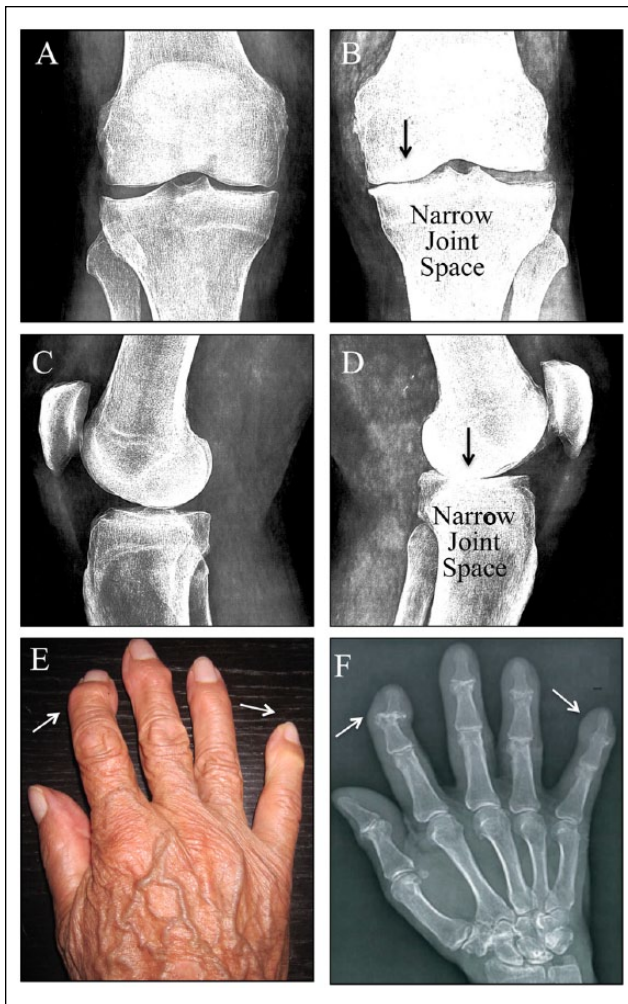 A
B
Narrow
Joint
Space
C
D
Narrow
Joint
Space
E
F